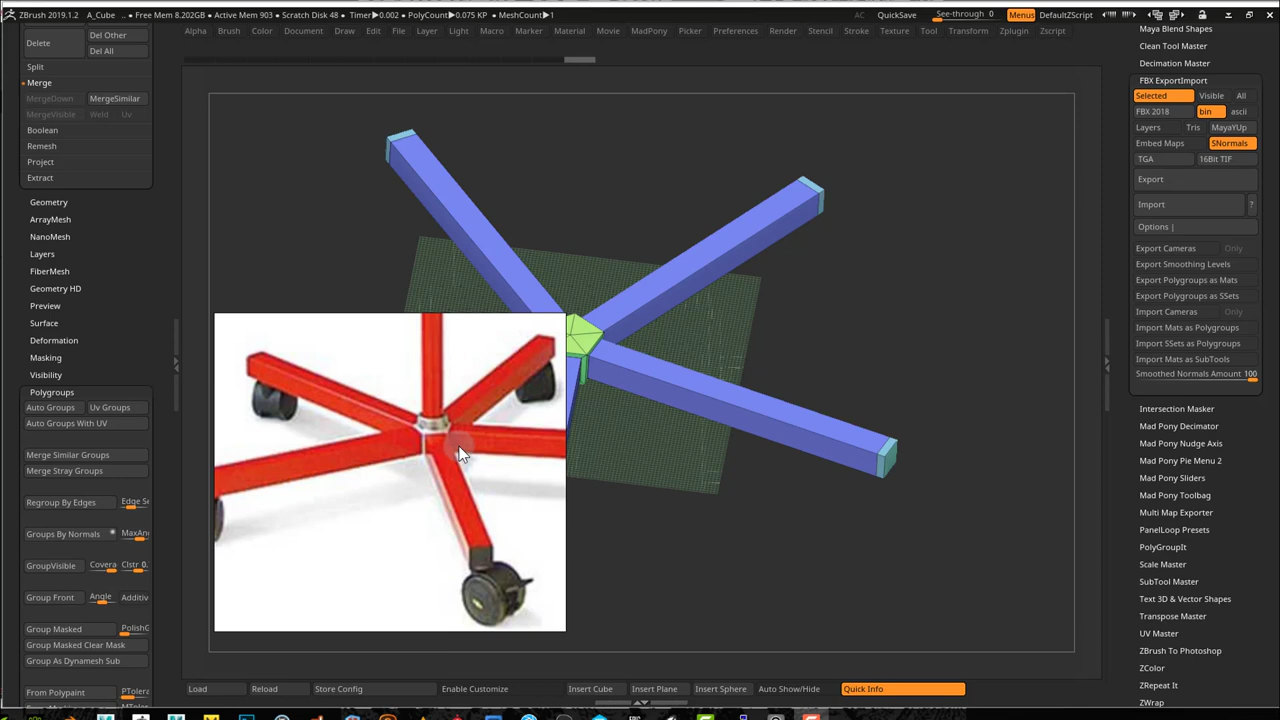 ZBrush 2019.1.2 A_Cube .. • Free Mem 8.202GB • Active Mem 903 • Scratch Disk 48 • Timer▶0.002 • PolyCount▶0.075 KP • MeshCount▶1 AC QuickSave See-through 0 Menus DefaultZScript
Alpha Brush Color Document Draw Edit File Layer Light Macro Marker Material Movie MadPony Picker Preferences Render Stencil Stroke Texture Tool Transform Zplugin Zscript
Delete
Del Other
Del All
Split
Merge
MergeDown MergeSimilar
MergeVisible Weld Uv
Boolean
Remesh
Project
Extract
Geometry
ArrayMesh
NanoMesh
Layers
FiberMesh
Geometry HD
Preview
Surface
Deformation
Masking
Visibility
Polygroups
Auto Groups Uv Groups
Auto Groups With UV
Merge Similar Groups
Merge Stray Groups
Regroup By Edges Edge Se
Groups By Normals MaxAn
GroupVisible Covera Clstr 0.
Group Front Angle Additiv
Group Masked PolishG
Group Masked Clear Mask
Group As Dynamesh Sub
From Polypaint PTolera
Maya Blend Shapes
Clean Tool Master
Decimation Master
FBX ExportImport
Selected Visible All
FBX 2018 bin ascii
Layers Tris MayaYUp
Embed Maps SNormals
TGA 16Bit TIF
Export
Import ?
Options |
Export Cameras Only
Export Smoothing Levels
Export Polygroups as Mats
Export Polygroups as SSets
Import Cameras Only
Import Mats as Polygroups
Import SSets as Polygroups
Import Mats as SubTools
Smoothed Normals Amount 100
Intersection Masker
Mad Pony Decimator
Mad Pony Nudge Axis
Mad Pony Pie Menu 2
Mad Pony Sliders
Mad Pony Toolbag
Multi Map Exporter
PanelLoop Presets
PolyGroupIt
Scale Master
SubTool Master
Text 3D & Vector Shapes
Transpose Master
UV Master
ZBrush To Photoshop
ZColor
ZRepeat It
ZWrap
Load Reload Store Config Enable Customize Insert Cube Insert Plane Insert Sphere Auto Show/Hide Quick Info